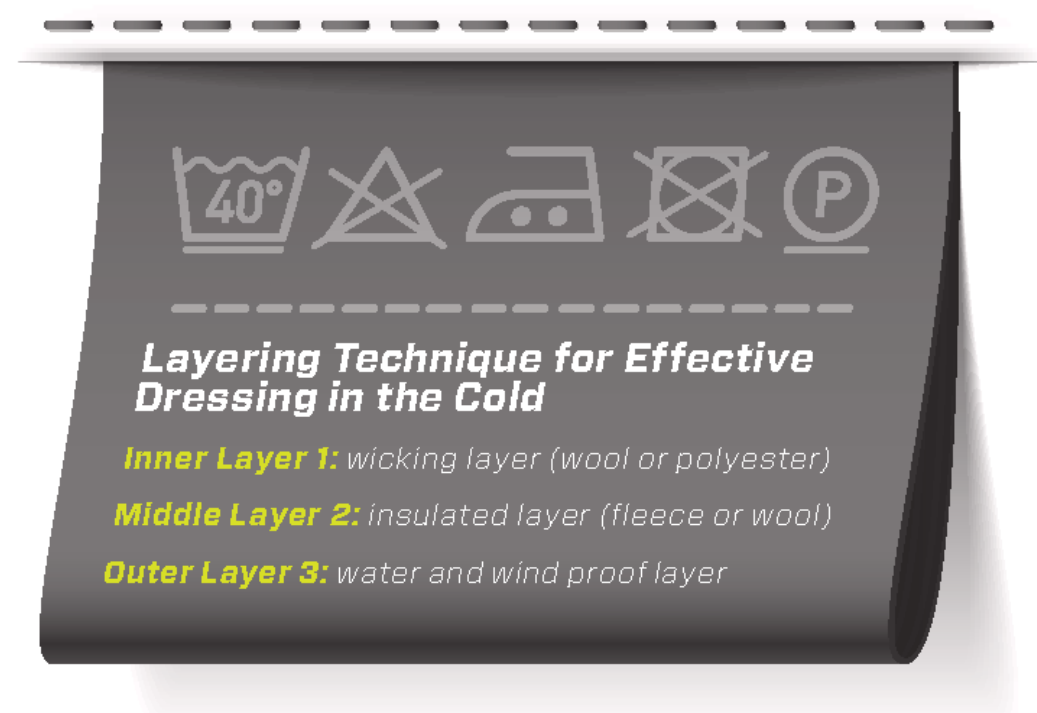 40° P
Layering Technique for Effective
Dressing in the Cold
Inner Layer 1: wicking layer (wool or polyester)
Middle Layer 2: insulated layer (fleece or wool)
Outer Layer 3: water and wind proof layer